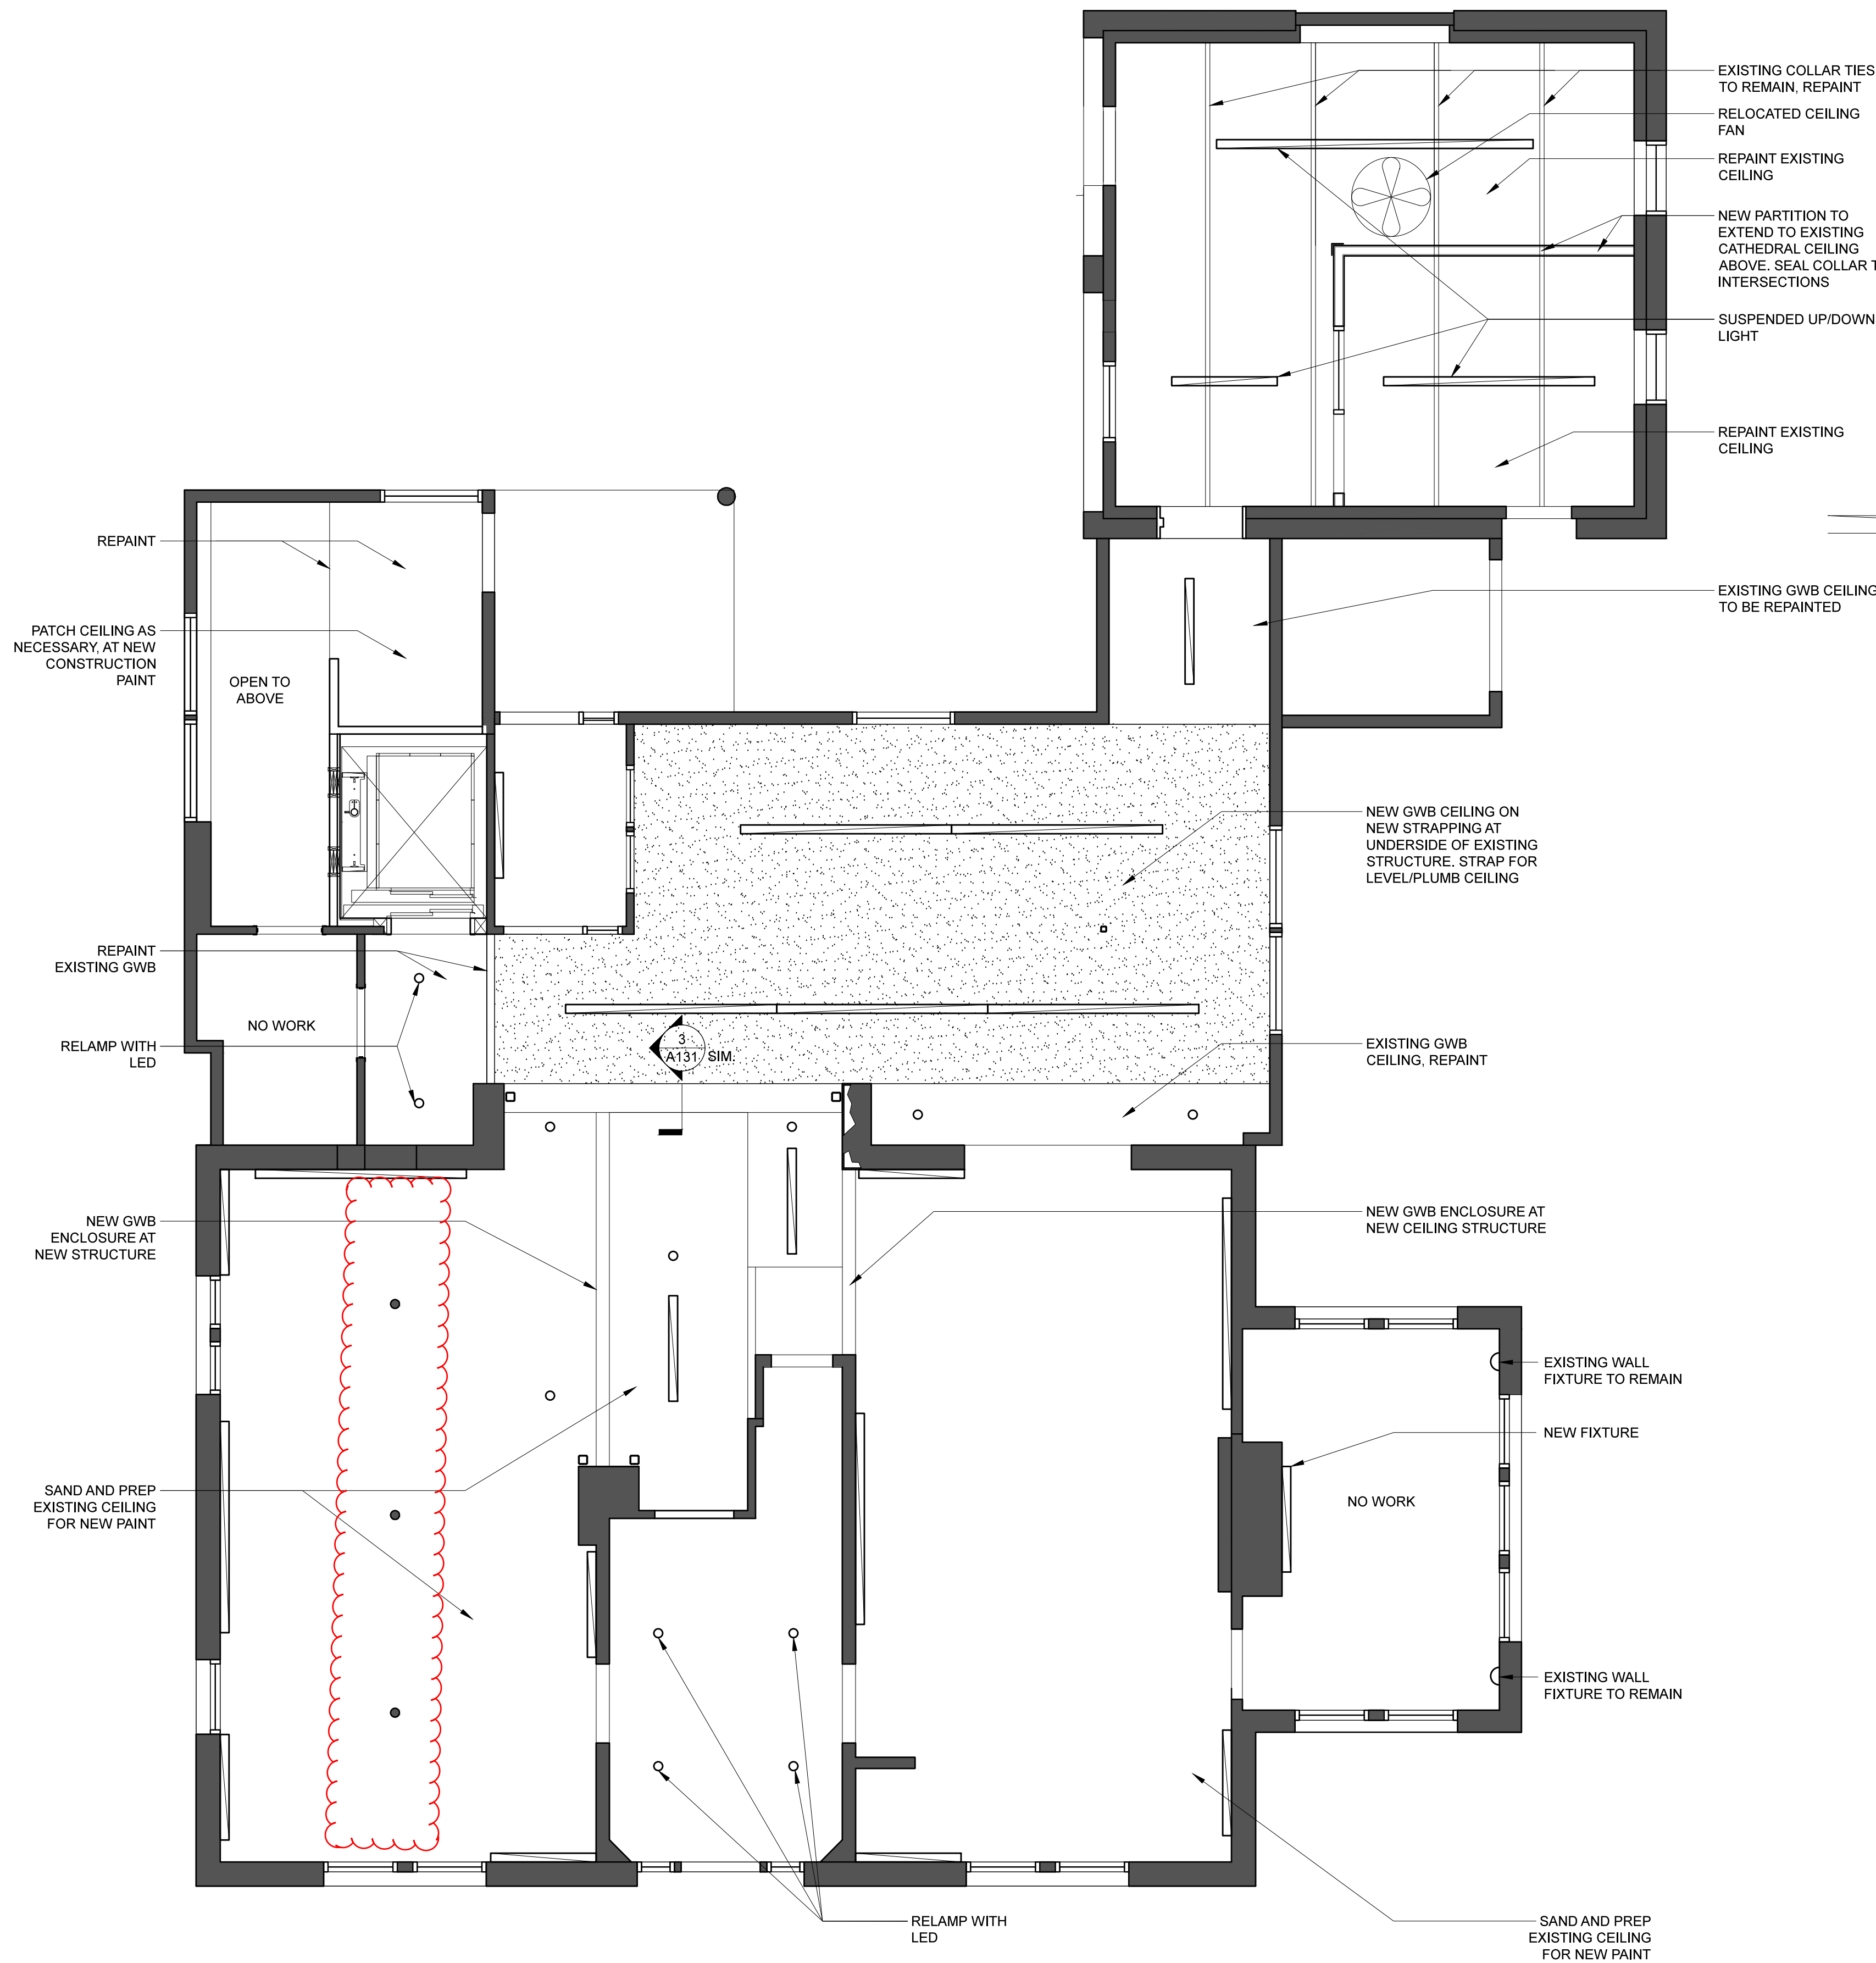 EXISTING COLLAR TIES
TO REMAIN, REPAINT
RELOCATED CEILING
FAN
REPAINT EXISTING
CEILING
NEW PARTITION TO
EXTEND TO EXISTING
CATHEDRAL CEILING
ABOVE. SEAL COLLAR
INTERSECTIONS
SUSPENDED UP/DOWN
LIGHT
REPAINT EXISTING
CEILING
REPAINT
PATCH CEILING AS
NECESSARY, AT NEW
CONSTRUCTION
PAINT
OPEN TO
ABOVE
EXISTING GWB CEILING
TO BE REPAINTED
NEW GWB CEILING ON
NEW STRAPPING AT
UNDERSIDE OF EXISTING
STRUCTURE, STRAP FOR
LEVEL/PLUMB CEILING
REPAINT
EXISTING GWB
NO WORK
RELAMP WITH
LED
3
A131 SIM.
EXISTING GWB
CEILING, REPAINT
NEW GWB
ENCLOSURE AT
NEW STRUCTURE
NEW GWB ENCLOSURE AT
NEW CEILING STRUCTURE
EXISTING WALL
FIXTURE TO REMAIN
NEW FIXTURE
NO WORK
SAND AND PREP
EXISTING CEILING
FOR NEW PAINT
EXISTING WALL
FIXTURE TO REMAIN
RELAMP WITH
LED
SAND AND PREP
EXISTING CEILING
FOR NEW PAINT